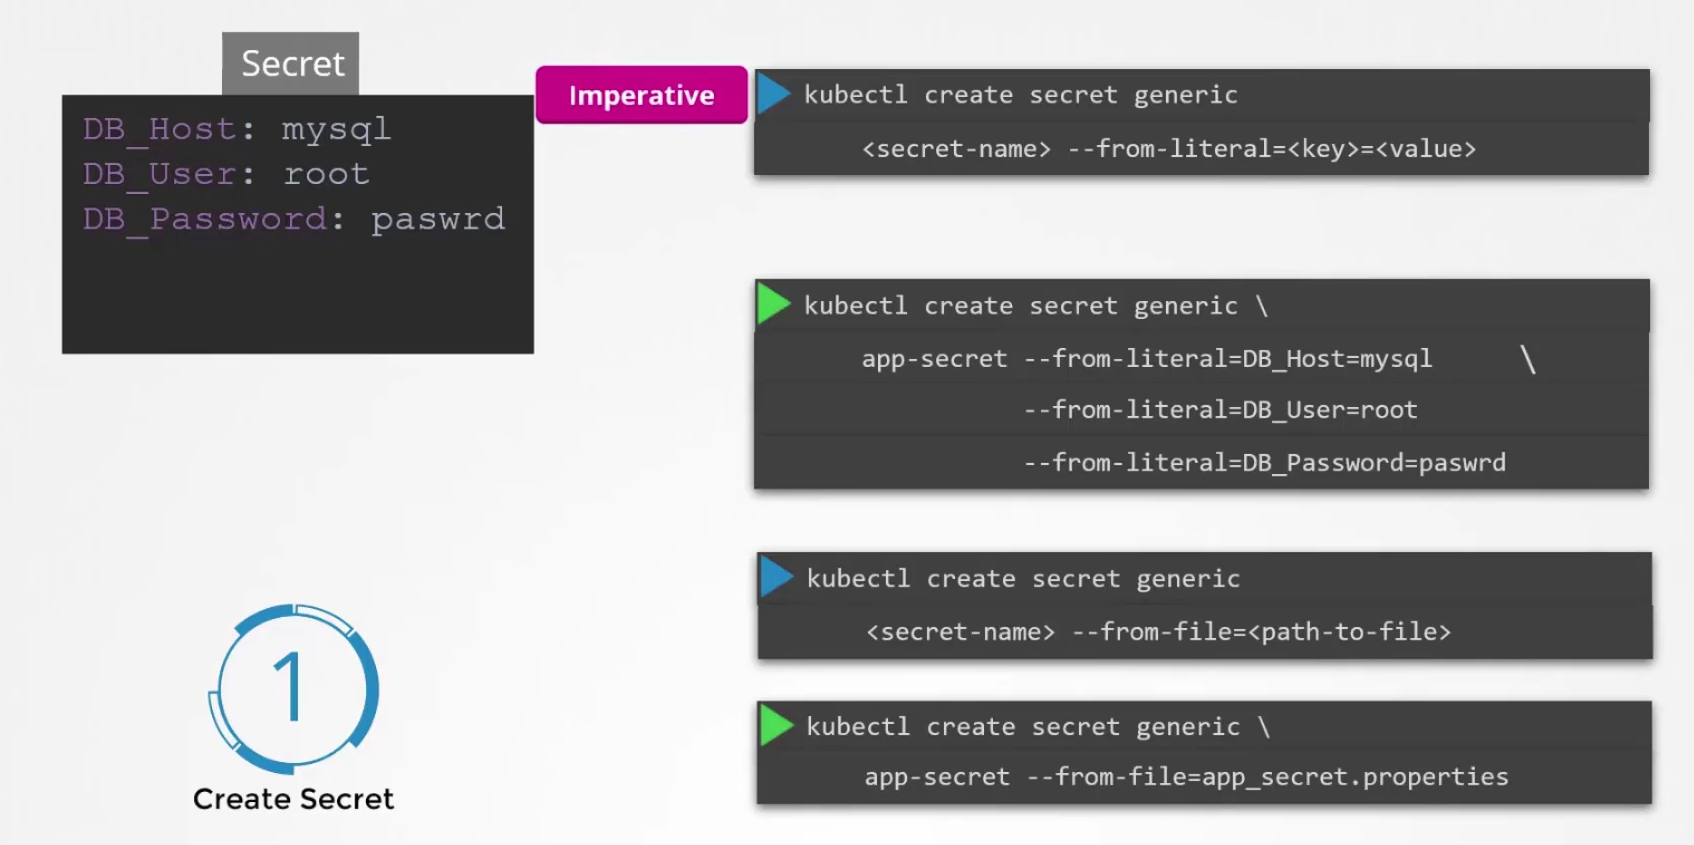 Secret
DB_Host: mysql
DB_User: root
DB_Password: paswrd
Imperative
kubectl create secret generic
<secret-name> --from-literal=<key>=<value>
kubectl create secret generic \
app-secret --from-literal=DB_Host=mysql \
--from-literal=DB_User=root
--from-literal=DB_Password=paswrd
kubectl create secret generic
<secret-name> --from-file=<path-to-file>
kubectl create secret generic \
app-secret --from-file=app_secret.properties
1
Create Secret